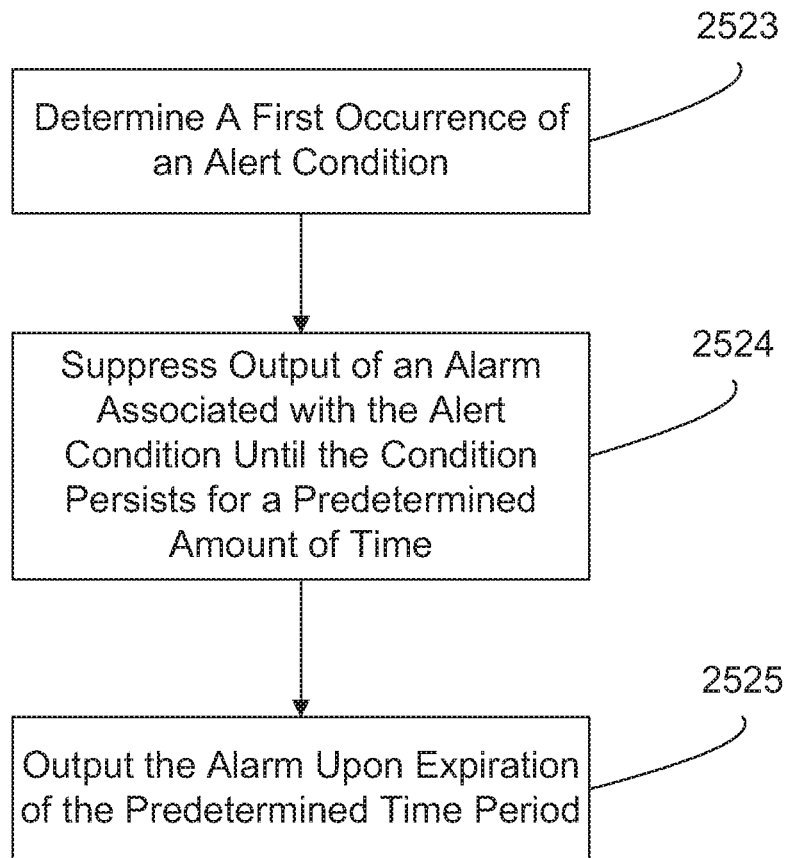 2523
Determine A First Occurrence of
an Alert Condition
2524
Suppress Output of an Alarm
Associated with the Alert
Condition Until the Condition
Persists for a Predetermined
Amount of Time
2525
Output the Alarm Upon Expiration
of the Predetermined Time Period